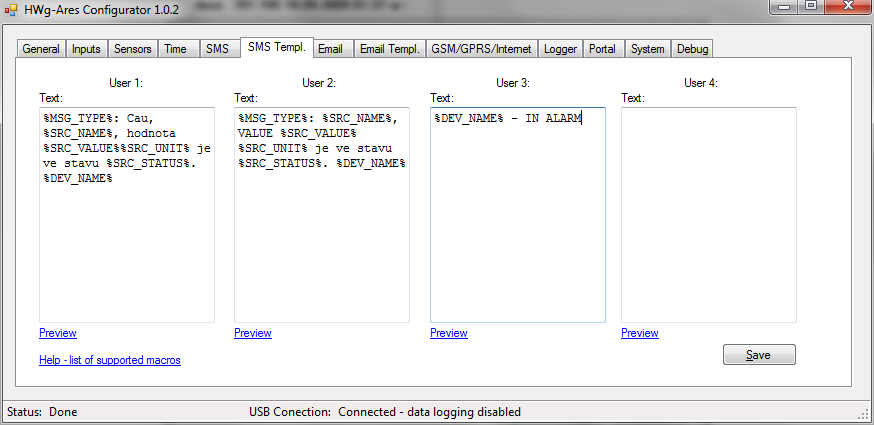 HWg-Ares Configurator 1.0.2
General Inputs Sensors Time SMS SMS Templ. Email Email Templ. GSM/GPRS/Internet Logger Portal System Debug
User 1: User 2: User 3: User 4:
Text: Text: Text: Text:
%MSG_TYPE%: Cau,
%SRC_NAME%, hodnota
%SRC_VALUE%%SRC_UNIT% je
ve stavu %SRC_STATUS%.
%DEV_NAME%
%MSG_TYPE%: %SRC_NAME%,
VALUE %SRC_VALUE%
%SRC_UNIT% je ve stavu
%SRC_STATUS%. %DEV_NAME%
%DEV_NAME% - IN ALARM
Preview Preview Preview Preview
Help - list of supported macros
Save
Status: Done USB Conection: Connected - data logging disabled